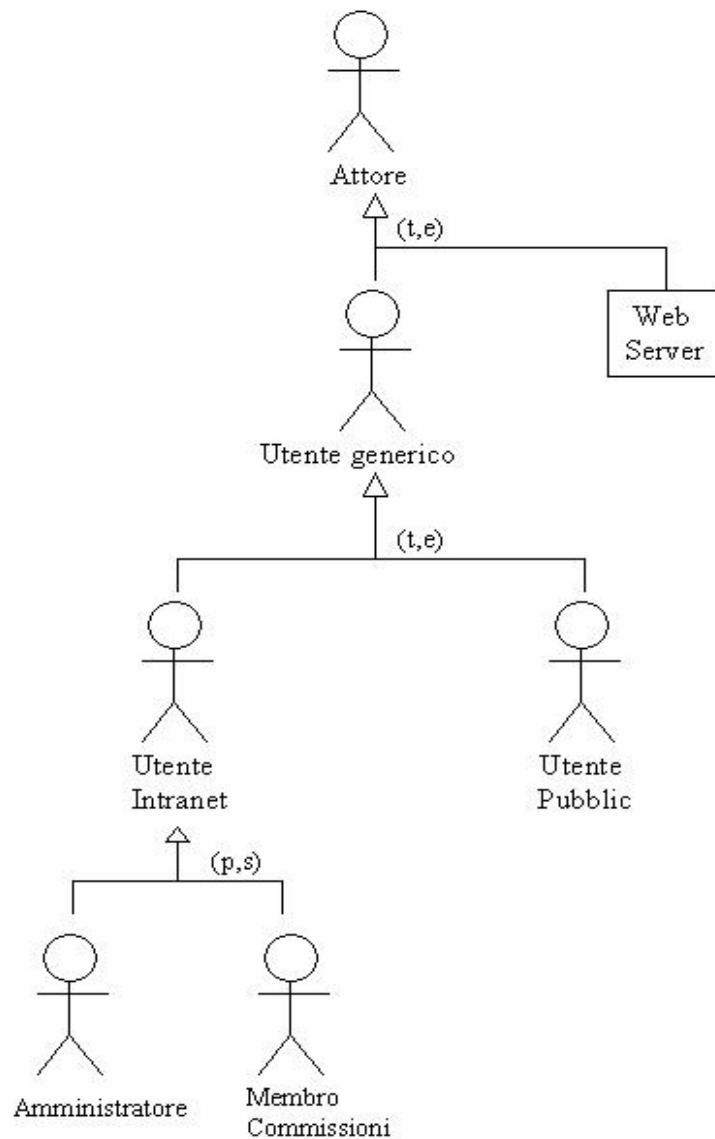 Attore
(t,e)
Web
Server
Utente generico
(t,e)
Utente
Intranet
Utente
Pubblic
(p,s)
Amministratore
Membro
Commissioni